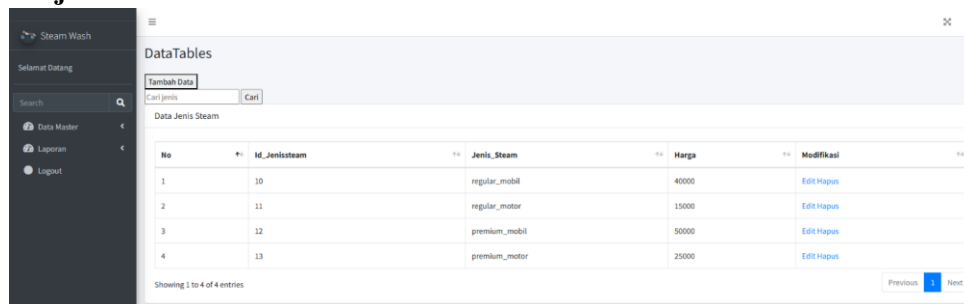 Steam Wash
Selamat Datang
Search
Data Master
Laporan
Logout
DataTables
Tambah Data
Cari jenis Cari
Data Jenis Steam
No Id_Jenissteam Jenis_Steam Harga Modifikasi
1 10 regular_mobil 40000 Edit Hapus
2 11 regular_motor 15000 Edit Hapus
3 12 premium_mobil 50000 Edit Hapus
4 13 premium_motor 25000 Edit Hapus
Showing 1 to 4 of 4 entries
Previous 1 Next